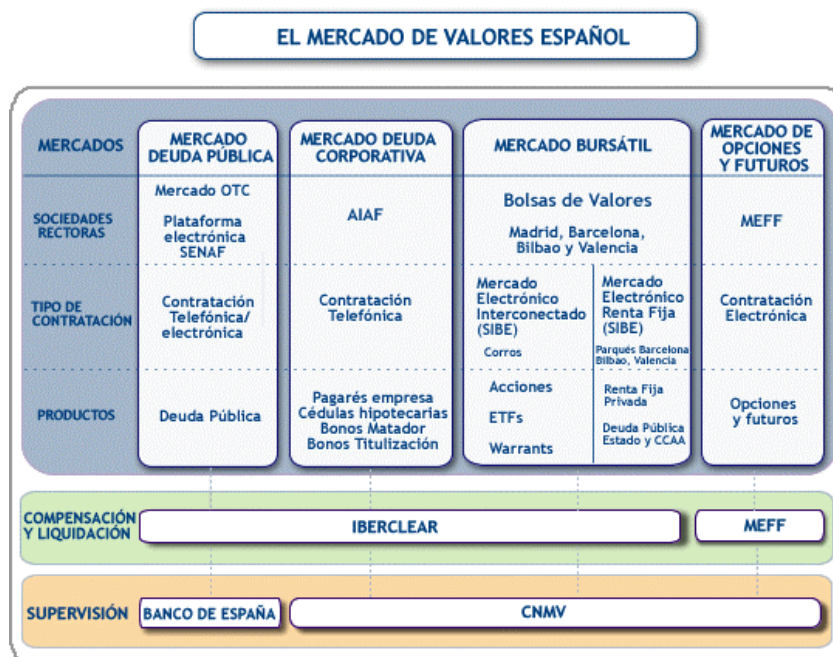 EL MERCADO DE VALORES ESPAÑOL
MERCADOS
MERCADO
DEUDA PÚBLICA
MERCADO DEUDA
CORPORATIVA
MERCADO BURSÁTIL
MERCADO DE
OPCIONES
Y FUTUROS
SOCIEDADES
RECTORAS
Mercado OTC
Plataforma
electrónica
SENAF
AIAF
Bolsas de Valores
Madrid, Barcelona,
Bilbao y Valencia
MEFF
TIPO DE
CONTRATACIÓN
Contratación
Telefónica/
electrónica
Contratación
Telefónica
Mercado
Electrónico
Interconectado
(SIBE)
Corros
Mercado
Electrónico
Renta Fija
(SIBE)
Parqués Barcelona
Bilbao, Valencia
Contratación
Electrónica
PRODUCTOS
Deuda Pública
Pagarés empresa
Cédulas hipotecarias
Bonos Matador
Bonos Titulización
Acciones
ETFs
Warrants
Renta Fija
Privada
Deuda Pública
Estado y CCAA
Opciones
y futuros
COMPENSACIÓN
Y LIQUIDACIÓN
IBERCLEAR
MEFF
SUPERVISIÓN
BANCO DE ESPAÑA
CNMV